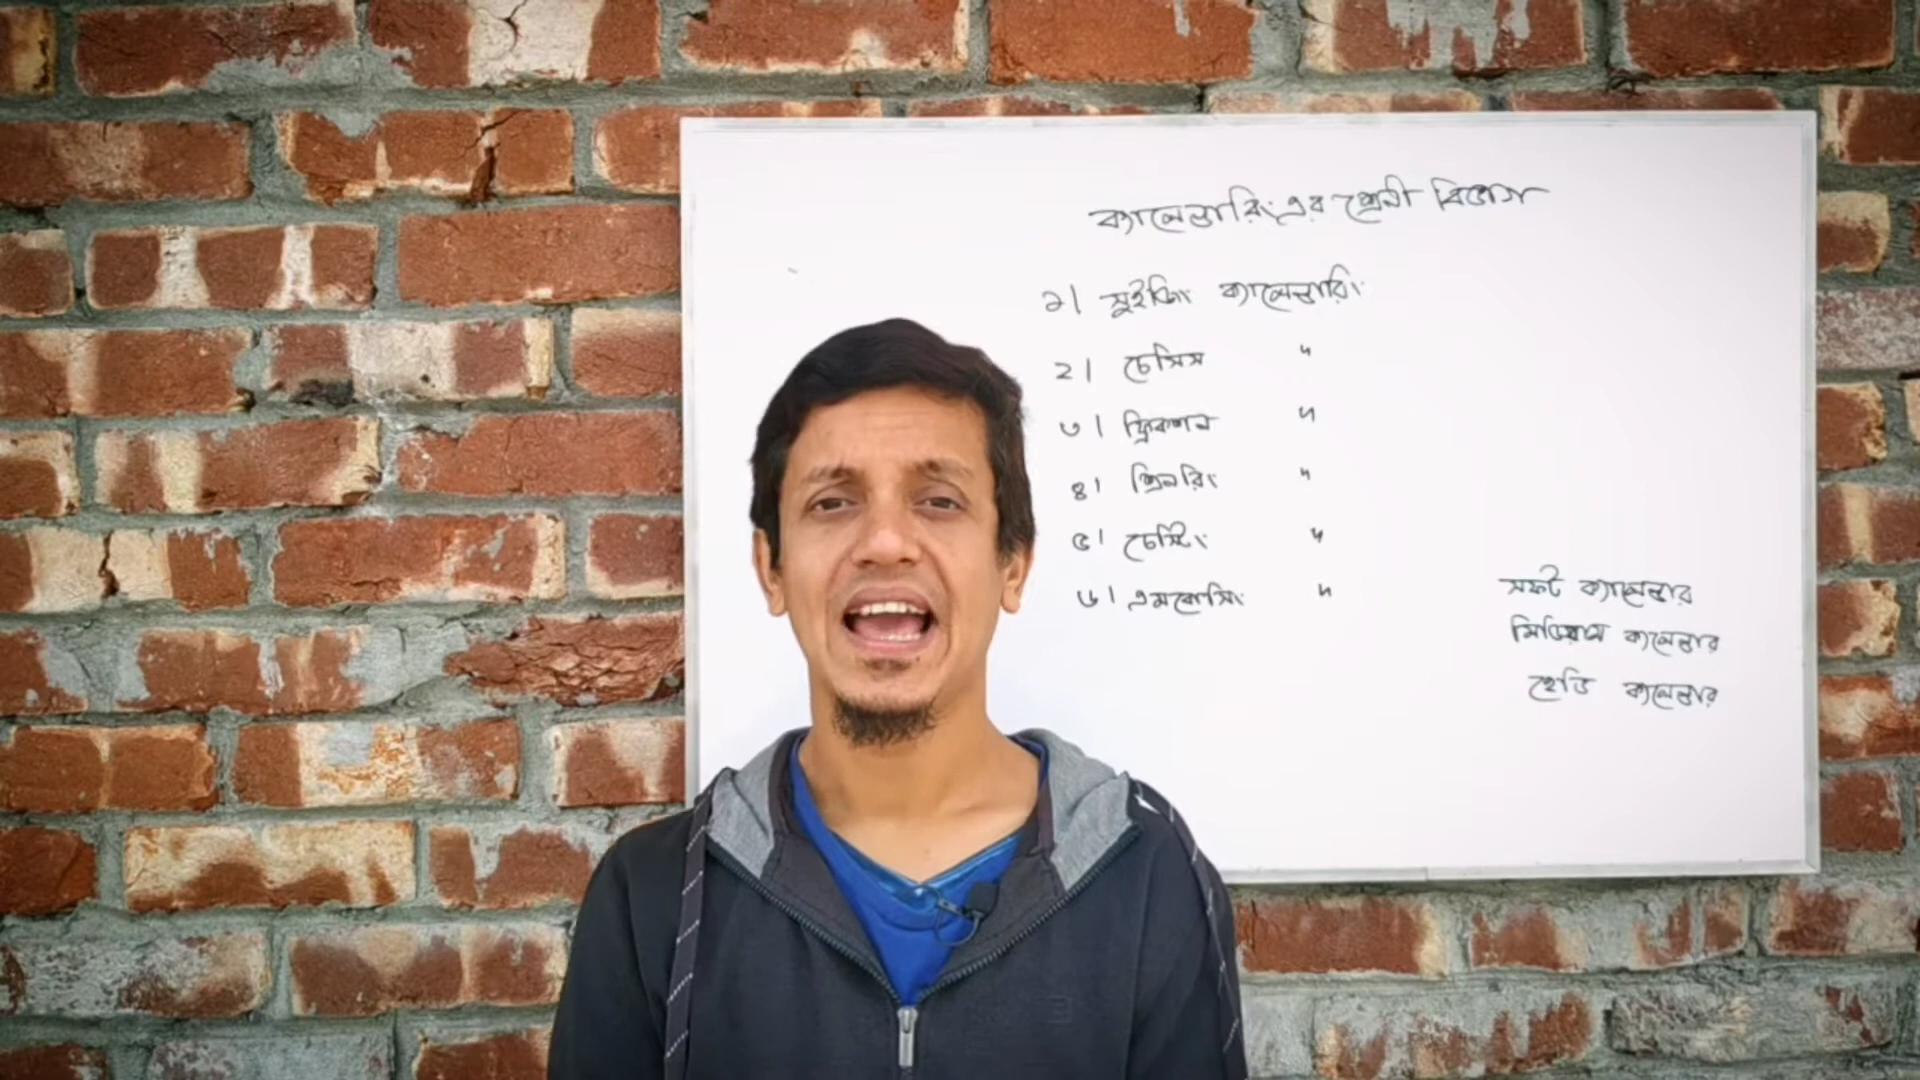 ক্যালেন্ডারিং এর শ্রেনী বিভাগ
১। সুইজিং ক্যালেন্ডারিং
২। চেসিস "
৩। ফ্রিকশন "
৪। শ্রিনরিং "
৫। চেস্টিং "
৬। এমবোসিং "
সফট ক্যালেন্ডার
মিডিয়াম ক্যালেন্ডার
হেভি ক্যালেন্ডার